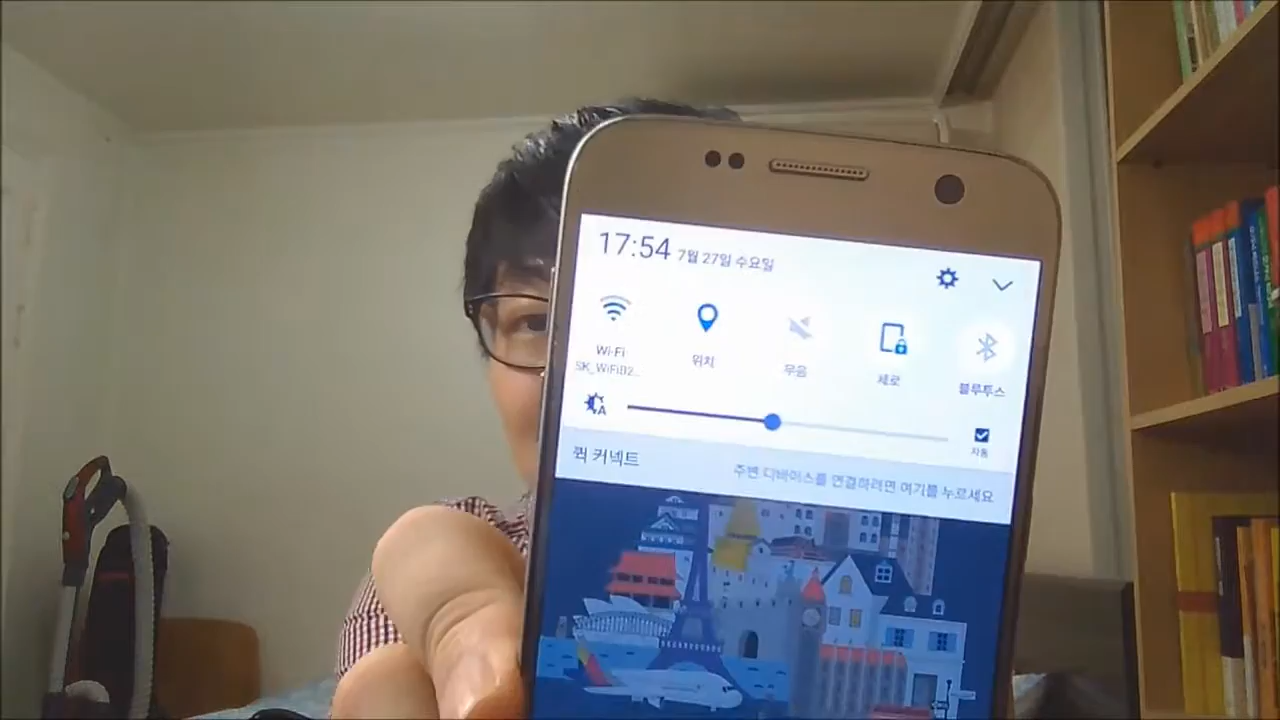 17:54 7월 27일 수요일
Wi-Fi
SK_WiFiB2...
위치
무음
세로
블루투스
A
자동
퀵 커넥트
주변 디바이스를 연결하려면 여기를 누르세요